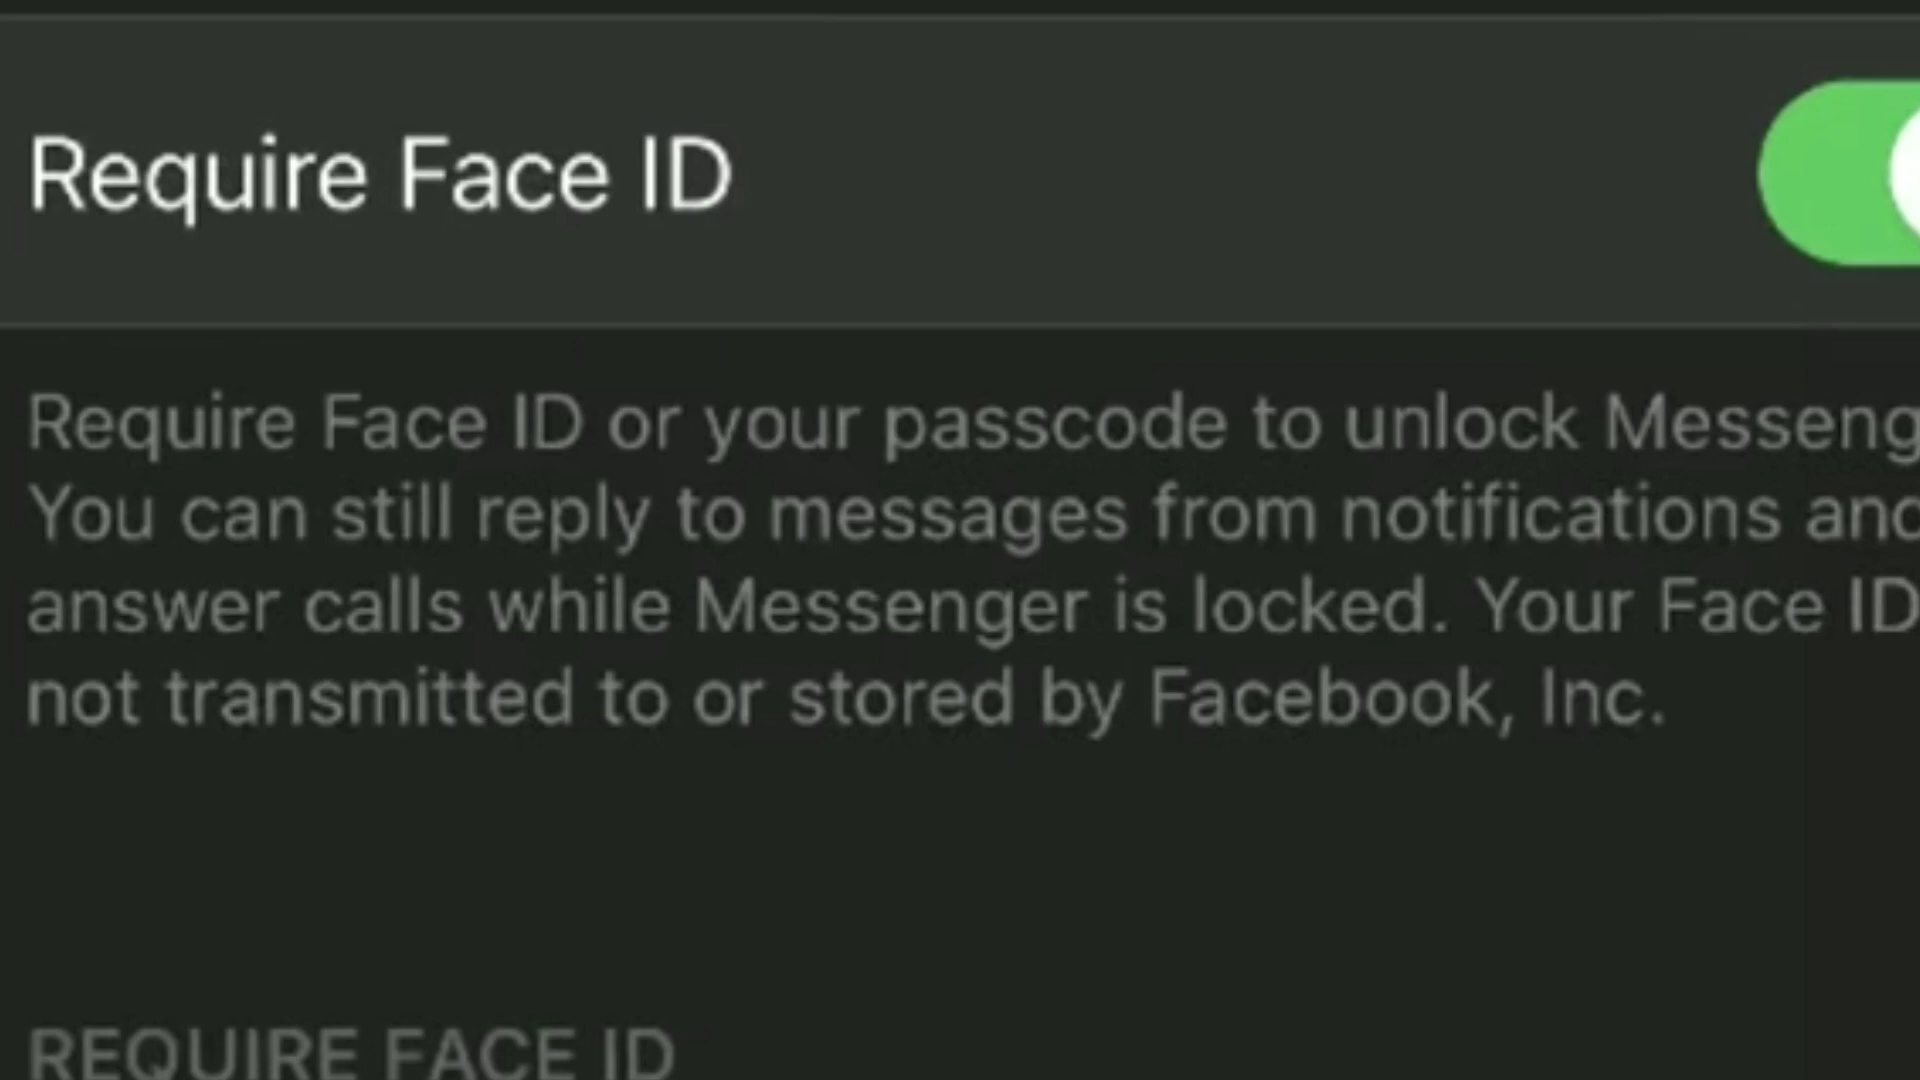 Require Face ID
Require Face ID or your passcode to unlock Messeng
You can still reply to messages from notifications and
answer calls while Messenger is locked. Your Face ID
not transmitted to or stored by Facebook, Inc.
REQUIRE FACE ID